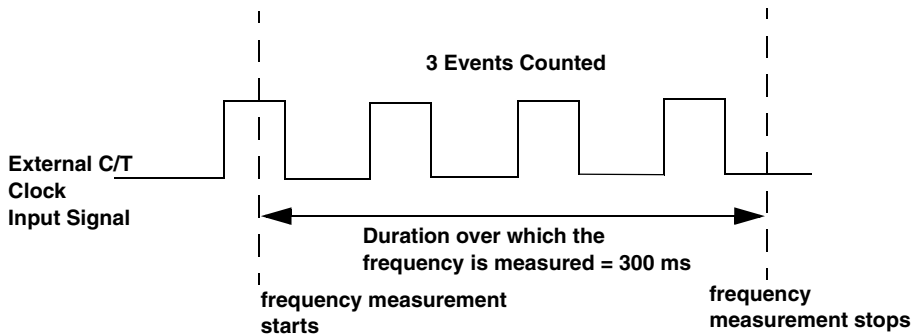 3 Events Counted
External C/T
Clock
Input Signal
Duration over which the
frequency is measured = 300 ms
frequency measurement
starts
frequency
measurement stops